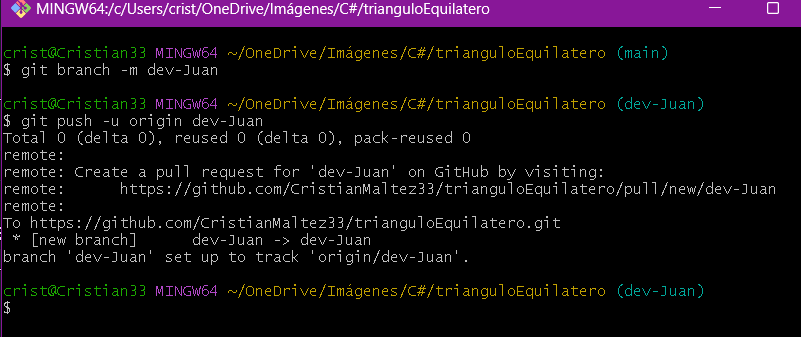 MINGW64:/c/Users/crist/OneDrive/Imágenes/C#/trianguloEquilatero
crist@Cristian33 MINGW64 ~/OneDrive/Imágenes/C#/trianguloEquilatero (main)
$ git branch -m dev-Juan
crist@Cristian33 MINGW64 ~/OneDrive/Imágenes/C#/trianguloEquilatero (dev-Juan)
$ git push -u origin dev-Juan
Total 0 (delta 0), reused 0 (delta 0), pack-reused 0
remote:
remote: Create a pull request for 'dev-Juan' on GitHub by visiting:
remote:      https://github.com/CristianMaltez33/trianguloEquilatero/pull/new/dev-Juan
remote:
To https://github.com/CristianMaltez33/trianguloEquilatero.git
 * [new branch]      dev-Juan -> dev-Juan
branch 'dev-Juan' set up to track 'origin/dev-Juan'.
crist@Cristian33 MINGW64 ~/OneDrive/Imágenes/C#/trianguloEquilatero (dev-Juan)
$